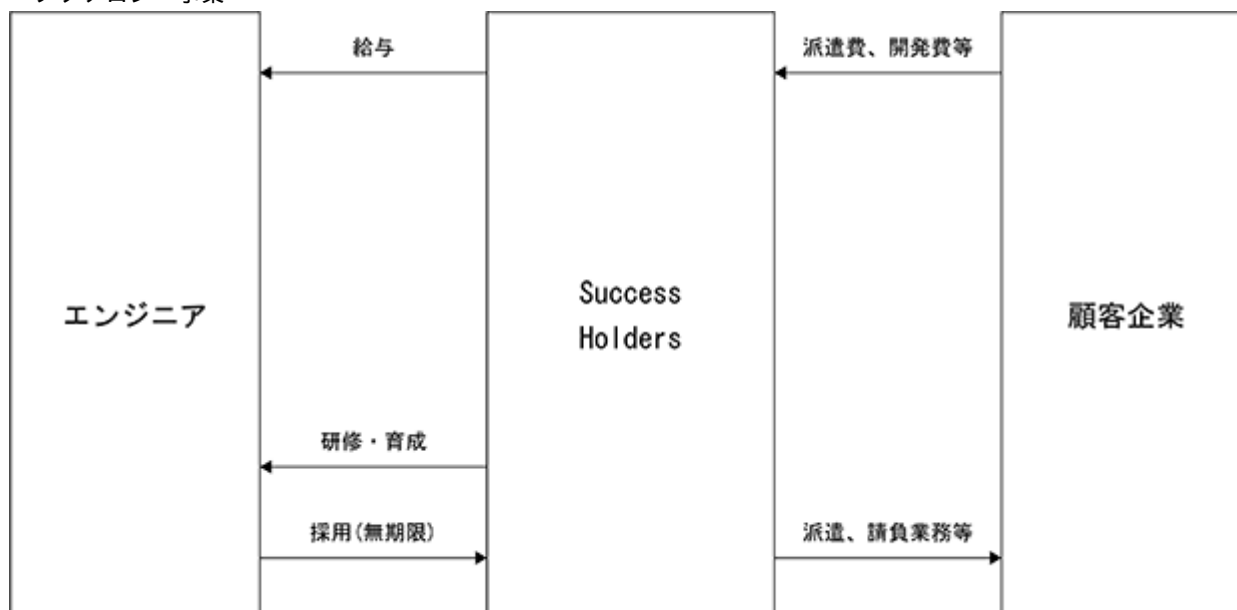 給与
派遣費、開発費等
エンジニア
Success
Holders
顧客企業
研修・育成
採用(無期限)
派遣、請負業務等